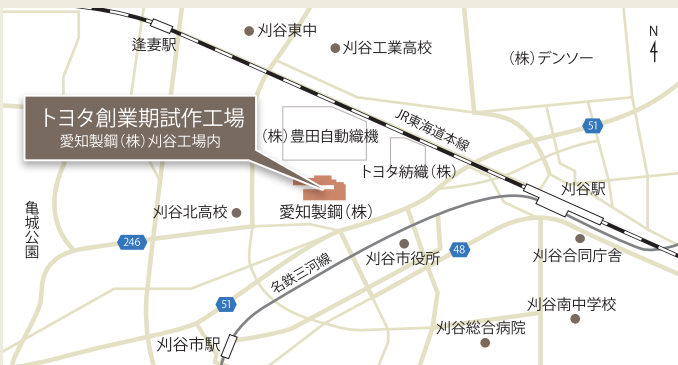 刈谷東中
逢妻駅
刈谷工業高校
(株)デンソー
N
トヨタ創業期試作工場
愛知製鋼(株)刈谷工場内
(株)豊田自動織機
JR東海道本線
51
トヨタ紡織(株)
刈谷駅
亀城公園
刈谷北高校
愛知製鋼(株)
246
刈谷市役所
48
刈谷合同庁舎
名鉄三河線
51
刈谷南中学校
刈谷総合病院
刈谷市駅